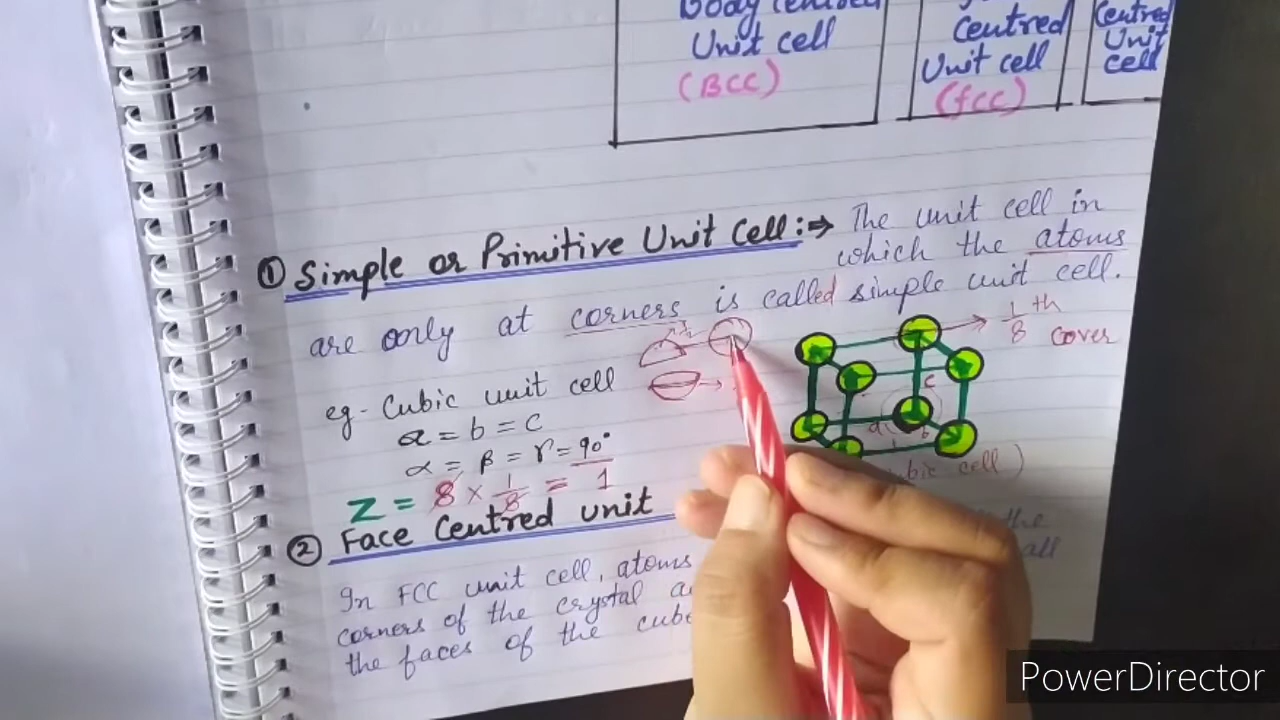 Body Centred
Unit cell
(BCC)
Centred
Unit cell
(fCC)
Centred
Unit
cell
① Simple or Primitive Unit Cell:⇒ The unit cell in
which the atoms
are only at corners is called simple unit cell.
1/8 th
cover
eg- Cubic unit cell
a = b = c
α = β = γ = 90°
Z = 8 × 1/8 = 1
c
a
b
cell)
② Face Centred unit
the
all
In FCC unit cell, atoms
corners of the crystal
the faces of the cube
PowerDirector